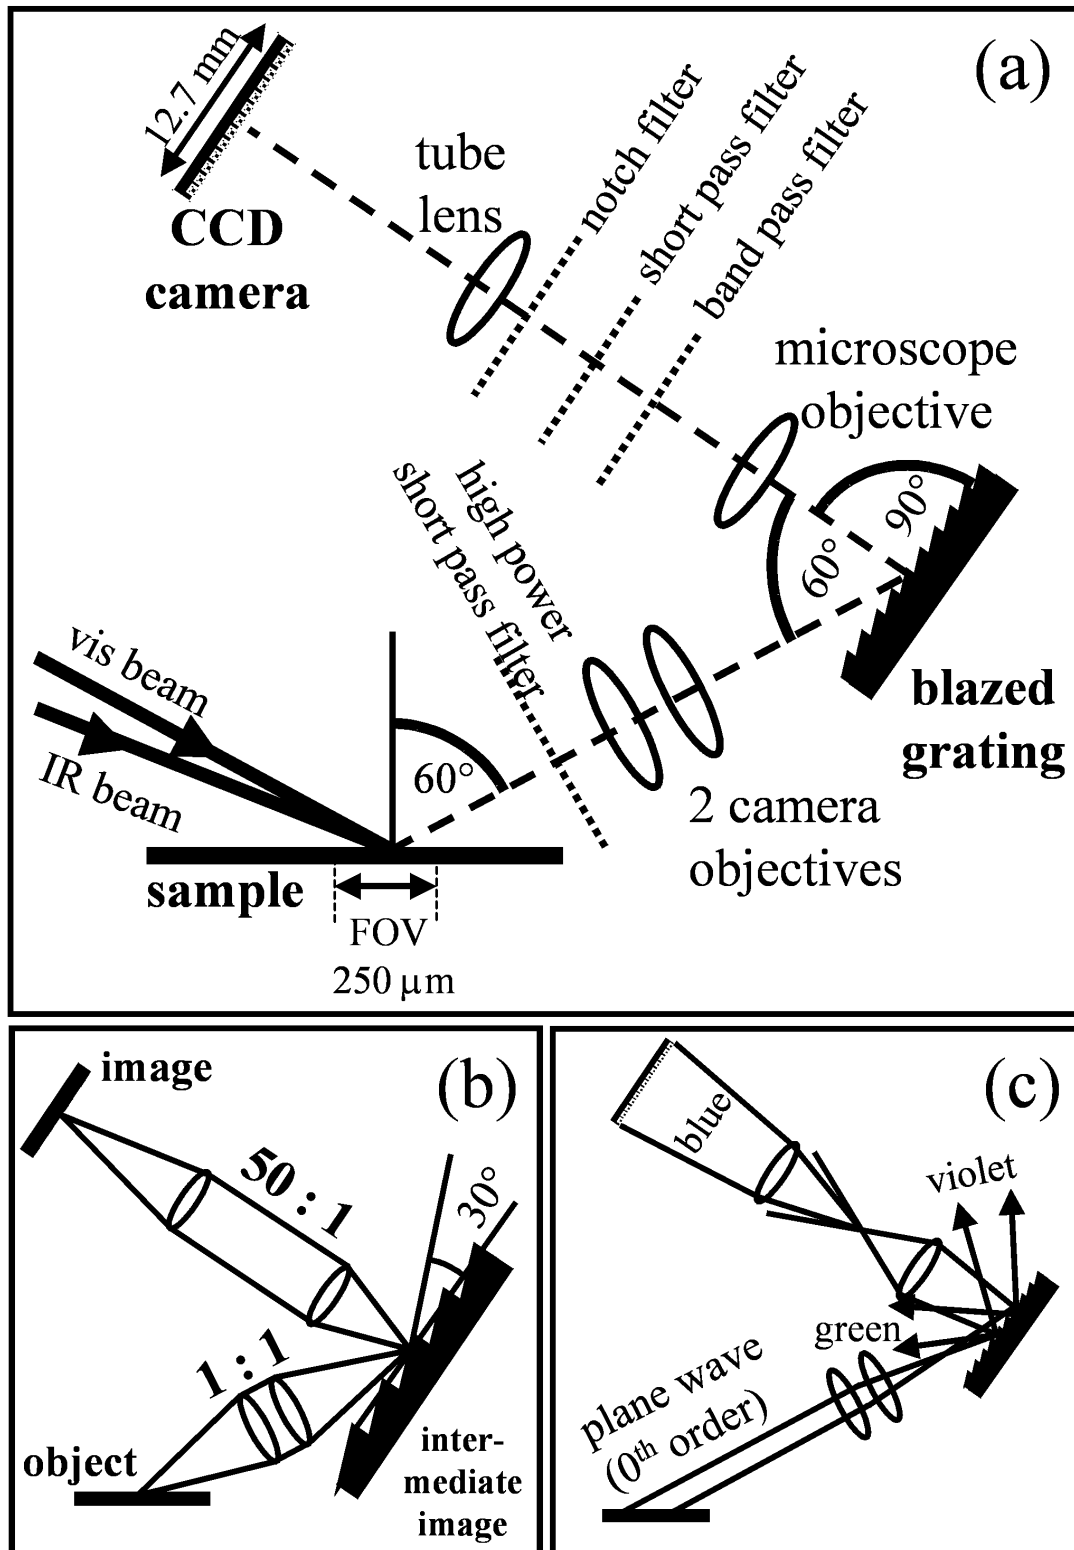 (a)
12.7 mm
CCD
camera
tube
lens
notch filter
short pass filter
band pass filter
microscope
objective
90°
60°
high power
short pass filter
blazed
grating
2 camera
objectives
vis beam
IR beam
60°
sample
FOV
250 µm
(b)
image
50 : 1
30°
1 : 1
object
inter-
mediate
image
(c)
blue
violet
green
plane wave
(0th order)